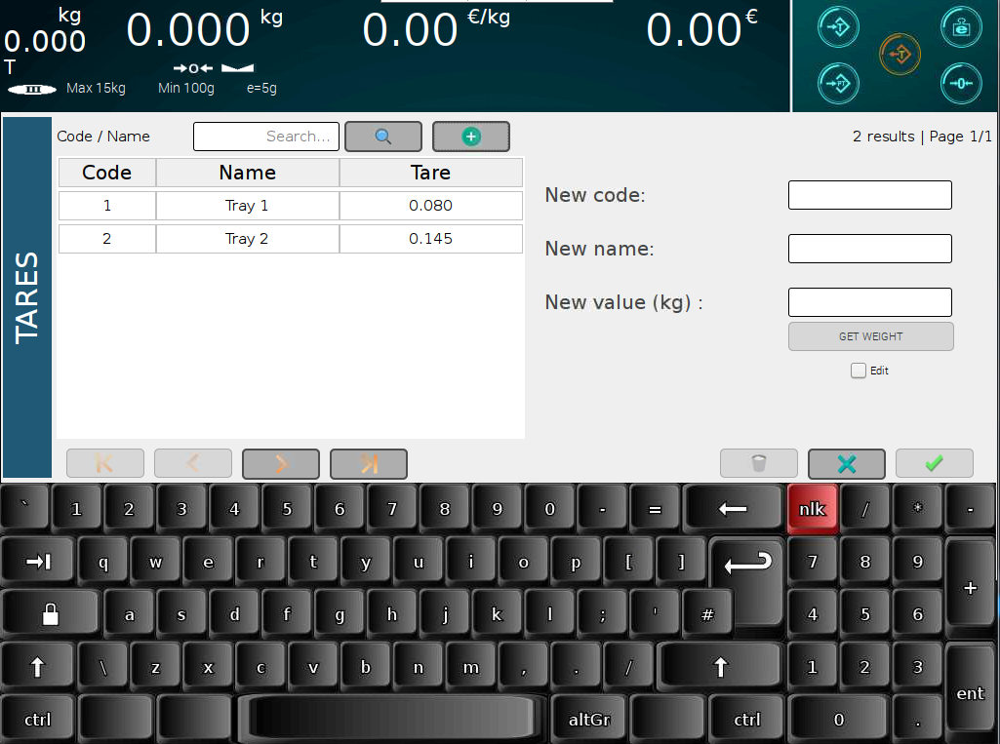 kg
0.000
T
0.000 kg
0.00 €/kg
0.00 €
→0←
Max 15kg
Min 100g
e=5g
T
e
T
PT
→0←
TARES
Code / Name
Search...
2 results | Page 1/1
Code Name Tare
1 Tray 1 0.080
2 Tray 2 0.145
New code:
New name:
New value (kg) :
GET WEIGHT
Edit
` 1 2 3 4 5 6 7 8 9 0 - = nlk / * -
q w e r t y u i o p [ ] 7 8 9 +
a s d f g h j k l ; ' # 4 5 6
\ z x c v b n m , . / 1 2 3 ent
ctrl altGr ctrl 0 .